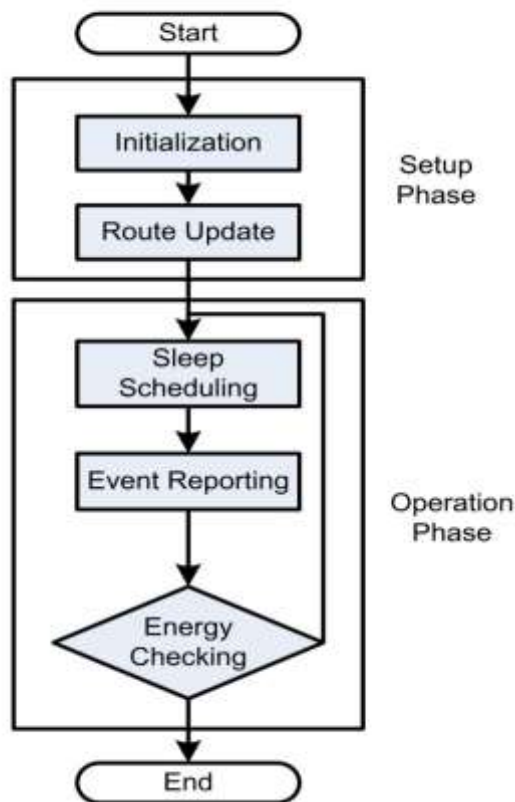 Start
Initialization
Setup
Phase
Route Update
Sleep
Scheduling
Event Reporting
Operation
Phase
Energy
Checking
End